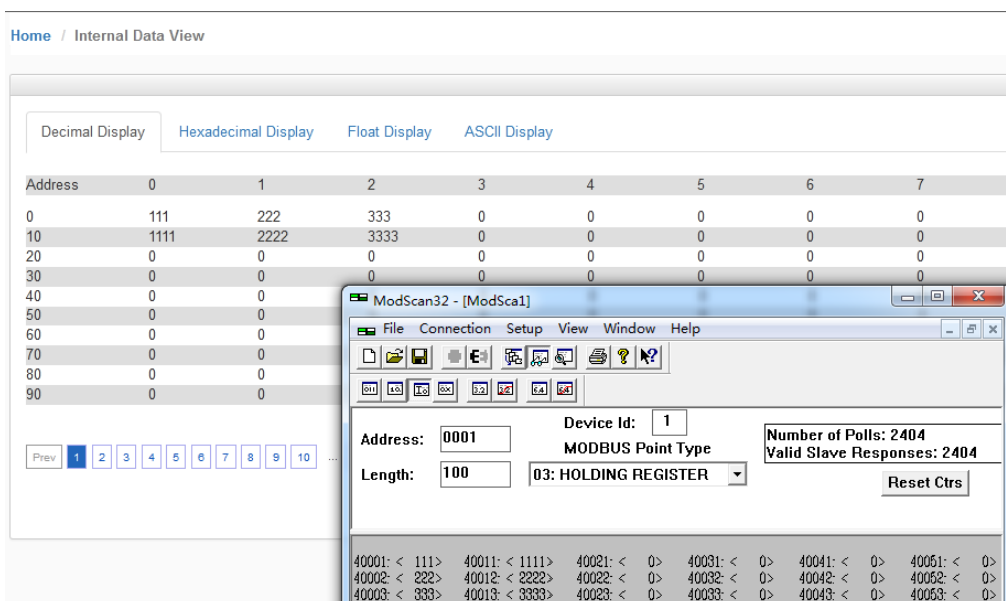 Home / Internal Data View
Decimal Display Hexadecimal Display Float Display ASCII Display
Address 0 1 2 3 4 5 6 7
0 111 222 333 0 0 0 0 0
10 1111 2222 3333 0 0 0 0 0
20 0 0 0 0 0 0 0 0
30 0 0 0 0 0 0 0 0
40 0 0
50 0 0
60 0 0
70 0 0
80 0 0
90 0 0
Prev 1 2 3 4 5 6 7 8 9 10 ...
ModScan32 - [ModSca1]
File Connection Setup View Window Help
Address: 0001
Length: 100
Device Id: 1
MODBUS Point Type
03: HOLDING REGISTER
Number of Polls: 2404
Valid Slave Responses: 2404
Reset Ctrs
40001: < 111> 40011: < 1111> 40021: < 0> 40031: < 0> 40041: < 0> 40051: < 0>
40002: < 222> 40012: < 2222> 40022: < 0> 40032: < 0> 40042: < 0> 40052: < 0>
40003: < 333> 40013: < 3333> 40023: < 0> 40033: < 0> 40043: < 0> 40053: < 0>